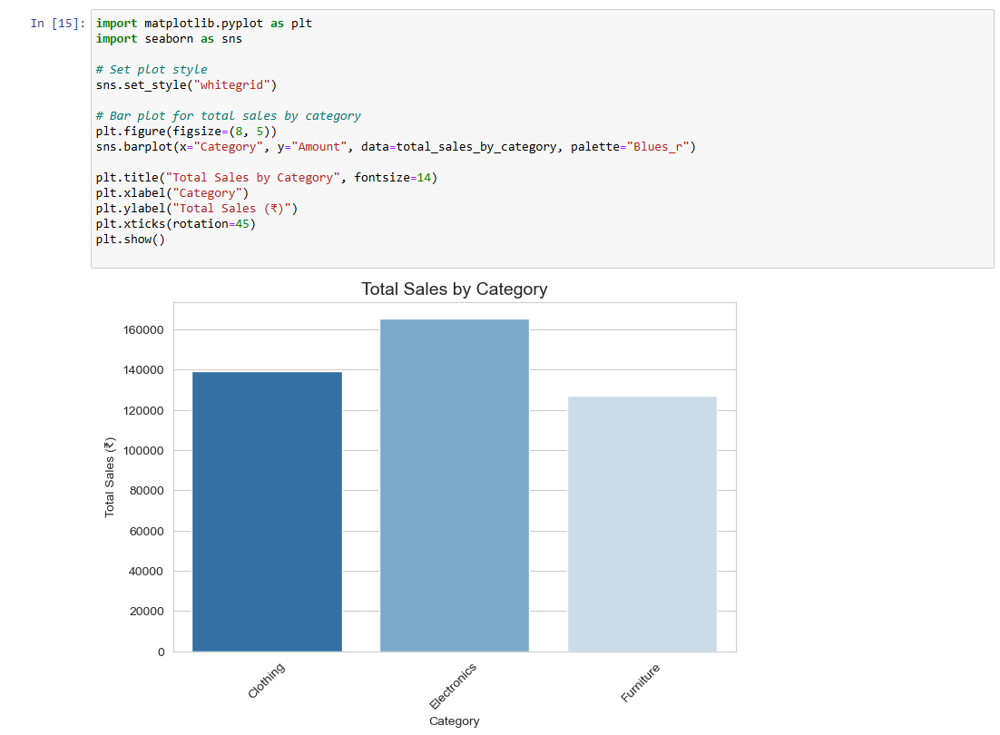 In [15]:
import matplotlib.pyplot as plt
import seaborn as sns
# Set plot style
sns.set_style("whitegrid")
# Bar plot for total sales by category
plt.figure(figsize=(8, 5))
sns.barplot(x="Category", y="Amount", data=total_sales_by_category, palette="Blues_r")
plt.title("Total Sales by Category", fontsize=14)
plt.xlabel("Category")
plt.ylabel("Total Sales (₹)")
plt.xticks(rotation=45)
plt.show()
Total Sales by Category
160000
140000
120000
100000
80000
60000
40000
20000
0
Total Sales (₹)
Clothing
Electronics
Furniture
Category